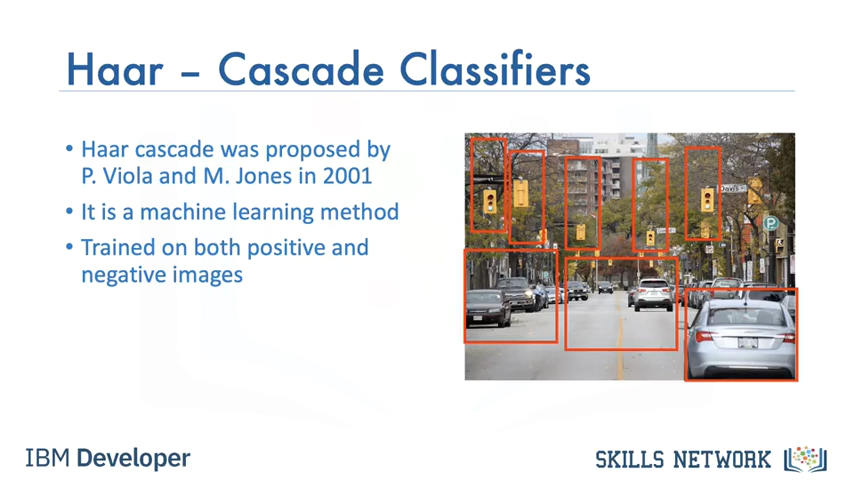 Haar – Cascade Classifiers
• Haar cascade was proposed by
P. Viola and M. Jones in 2001
• It is a machine learning method
• Trained on both positive and
negative images
Davis
P
IBM Developer
SKILLS NETWORK